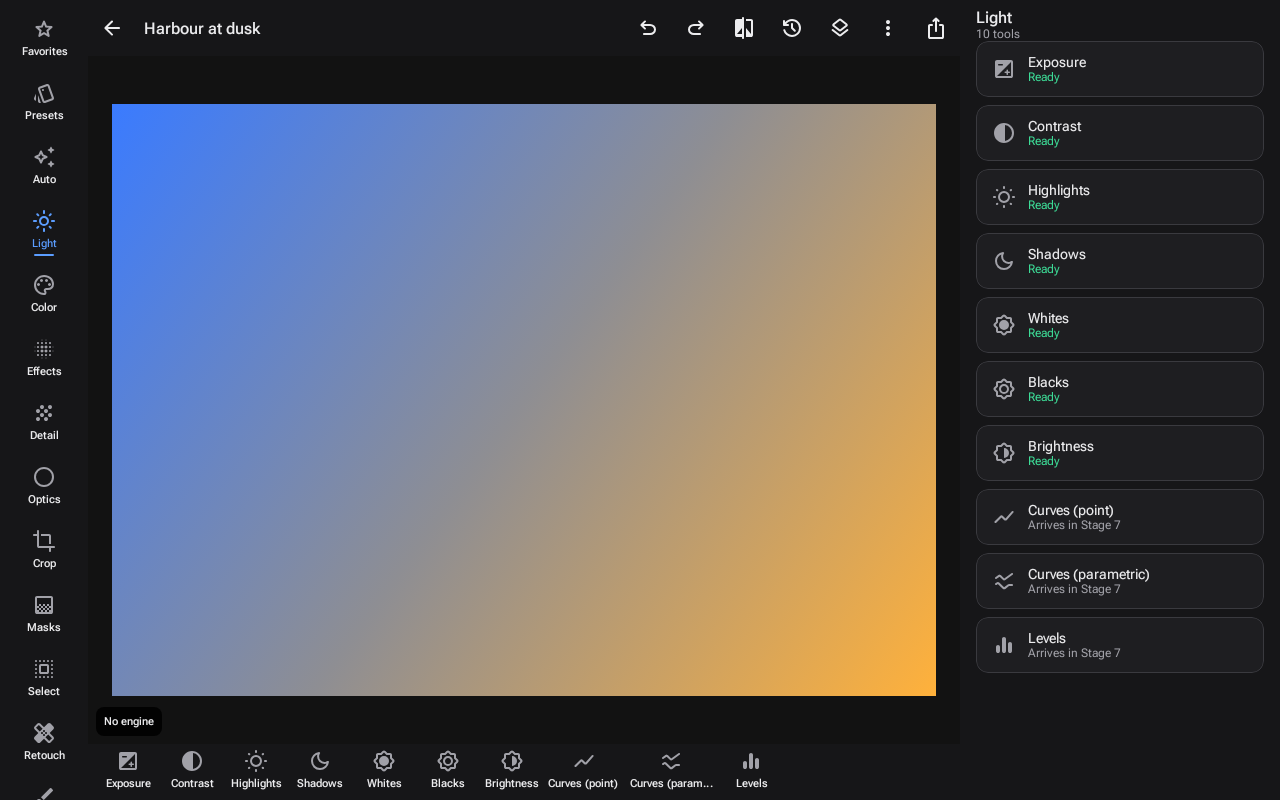 Harbour at dusk
Favorites
Presets
Auto
Light
Color
Effects
Detail
Optics
Crop
Masks
Select
Retouch
No engine
Exposure
Contrast
Highlights
Shadows
Whites
Blacks
Brightness
Curves (point)
Curves (param...
Levels
Light
10 tools
Exposure
Ready
Contrast
Ready
Highlights
Ready
Shadows
Ready
Whites
Ready
Blacks
Ready
Brightness
Ready
Curves (point)
Arrives in Stage 7
Curves (parametric)
Arrives in Stage 7
Levels
Arrives in Stage 7